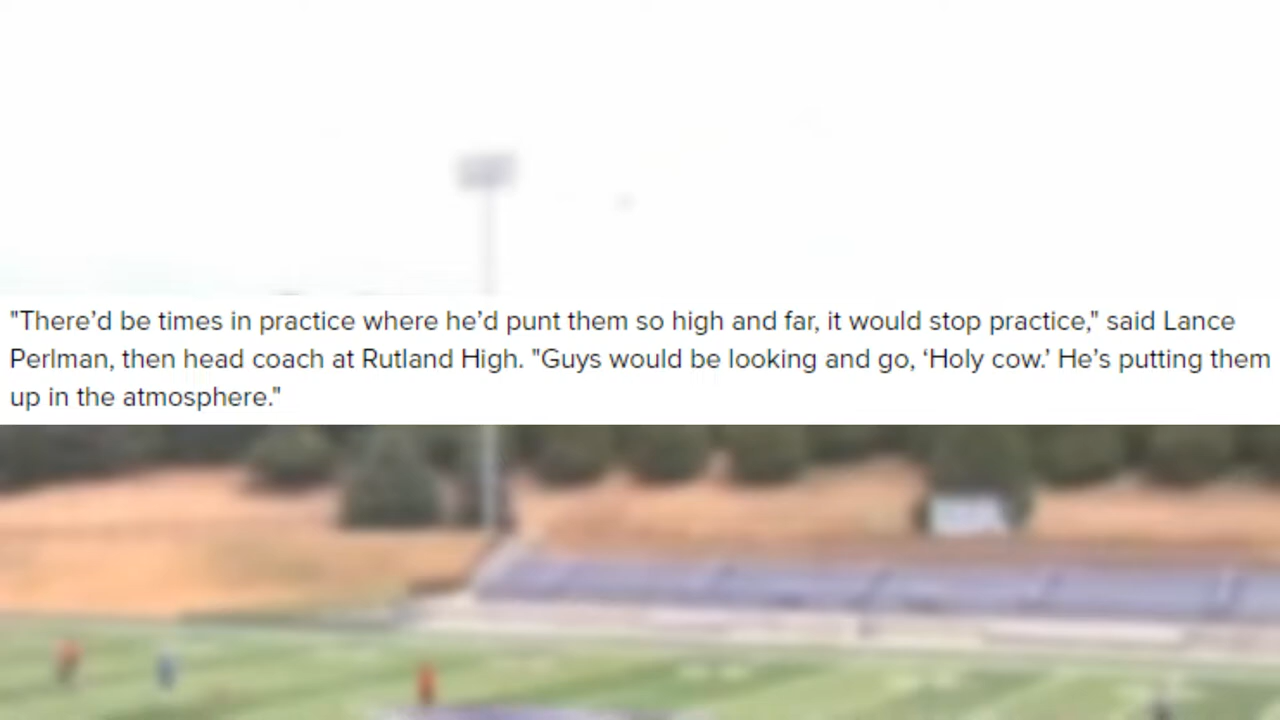 "There’d be times in practice where he’d punt them so high and far, it would stop practice," said Lance
Perlman, then head coach at Rutland High. "Guys would be looking and go, ‘Holy cow.’ He’s putting them
up in the atmosphere."